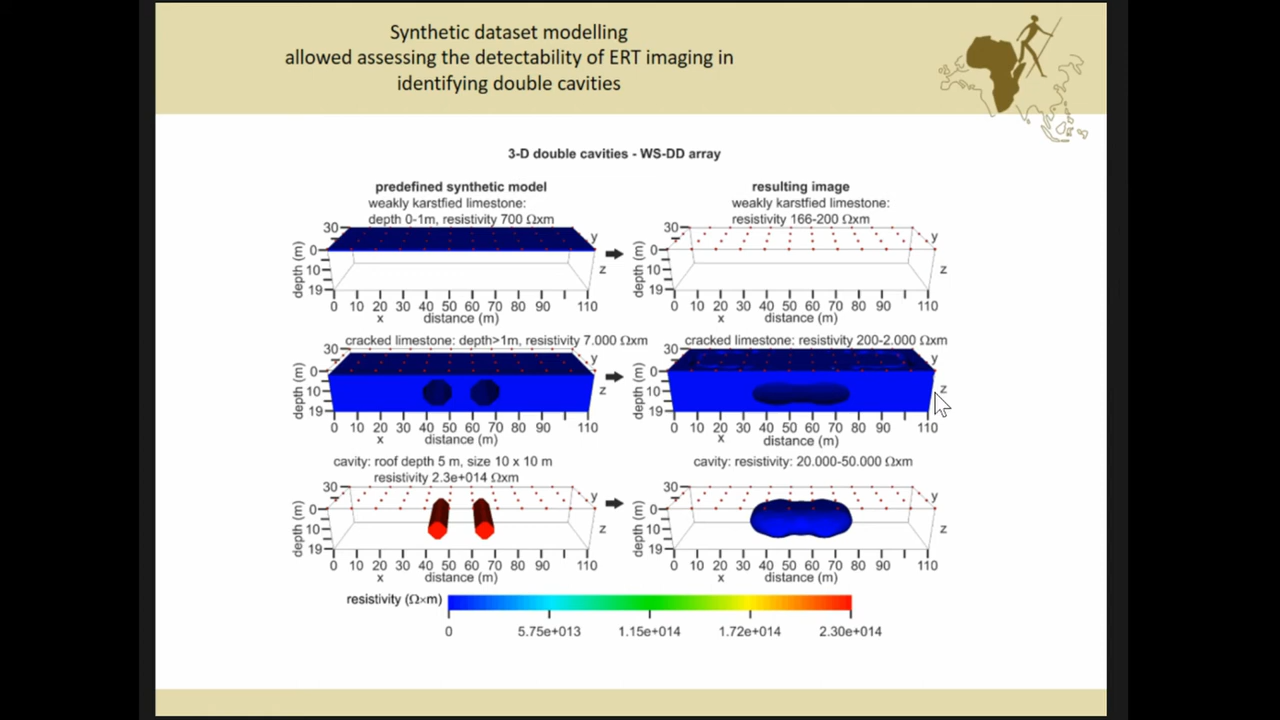 Synthetic dataset modelling
allowed assessing the detectability of ERT imaging in
identifying double cavities
3-D double cavities - WS-DD array
predefined synthetic model
weakly karstfied limestone:
depth 0-1m, resistivity 700 Ωxm
30
0
10
19
depth (m)
y
z
0 10 20 30 40 50 60 70 80 90 110
x distance (m)
resulting image
weakly karstfied limestone:
resistivity 166-200 Ωxm
30
0
10
19
depth (m)
y
z
0 10 20 30 40 50 60 70 80 90 110
x distance (m)
cracked limestone: depth>1m, resistivity 7.000 Ωxm
30
0
10
19
depth (m)
y
z
0 10 20 30 40 50 60 70 80 90 110
x distance (m)
cracked limestone: resistivity 200-2.000 Ωxm
30
0
10
19
depth (m)
y
z
0 10 20 30 40 50 60 70 80 90 110
x distance (m)
cavity: roof depth 5 m, size 10 x 10 m
resistivity 2.3e+014 Ωxm
30
0
10
19
depth (m)
y
z
0 10 20 30 40 50 60 70 80 90 110
x distance (m)
cavity: resistivity: 20.000-50.000 Ωxm
30
0
10
19
depth (m)
y
z
0 10 20 30 40 50 60 70 80 90 110
x distance (m)
resistivity (Ω×m)
0 5.75e+013 1.15e+014 1.72e+014 2.30e+014